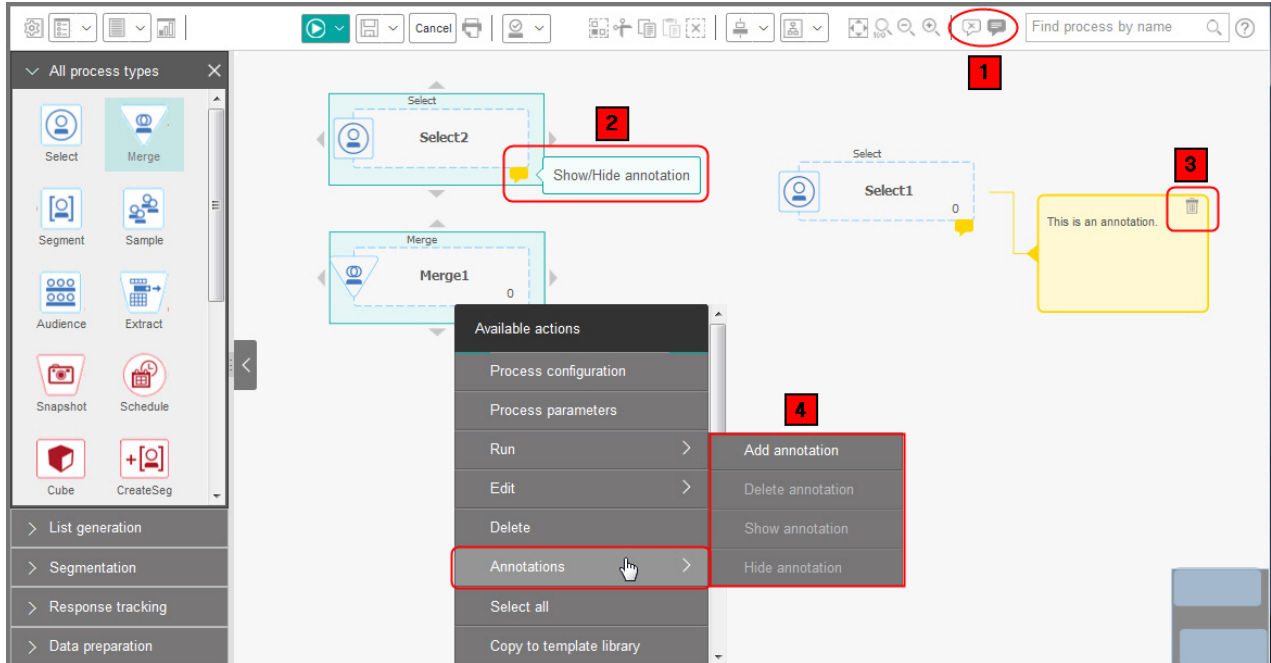 Cancel
100
Find process by name
?
1
All process types
Select
Merge
Segment
Sample
Audience
Extract
Snapshot
Schedule
Cube
CreateSeg
List generation
Segmentation
Response tracking
Data preparation
Select
Select2
2
Show/Hide annotation
Merge
Merge1
0
Select
Select1
0
3
This is an annotation.
Available actions
Process configuration
Process parameters
Run
Edit
Delete
Annotations
Select all
Copy to template library
4
Add annotation
Delete annotation
Show annotation
Hide annotation